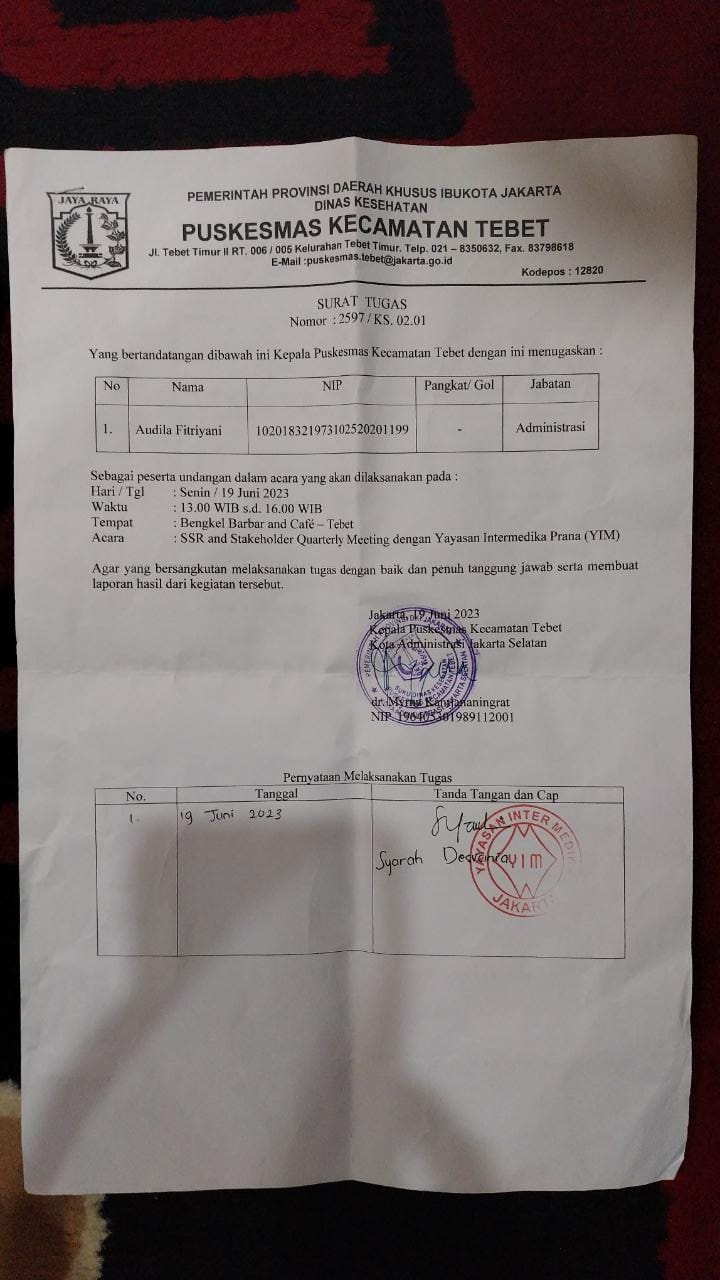 JAYA RAYA
PEMERINTAH PROVINSI DAERAH KHUSUS IBUKOTA JAKARTA
DINAS KESEHATAN
PUSKESMAS KECAMATAN TEBET
Jl. Tebet Timur II RT. 006 / 005 Kelurahan Tebet Timur. Telp. 021 – 8350632, Fax. 83798618
E-Mail :puskesmas.tebet@jakarta.go.id
Kodepos : 12820
SURAT TUGAS
Nomor : 2597 / KS. 02.01
Yang bertandatangan dibawah ini Kepala Puskesmas Kecamatan Tebet dengan ini menugaskan :
No Nama NIP Pangkat/ Gol Jabatan
1. Audila Fitriyani 102018321973102520201199 - Administrasi
Sebagai peserta undangan dalam acara yang akan dilaksanakan pada :
Hari / Tgl : Senin / 19 Juni 2023
Waktu : 13.00 WIB s.d. 16.00 WIB
Tempat : Bengkel Barbar and Café – Tebet
Acara : SSR and Stakeholder Quarterly Meeting dengan Yayasan Intermedika Prana (YIM)
Agar yang bersangkutan melaksanakan tugas dengan baik dan penuh tanggung jawab serta membuat
laporan hasil dari kegiatan tersebut.
Jakarta, 19 Juni 2023
Kepala Puskesmas Kecamatan Tebet
Kota Administrasi Jakarta Selatan
dr. Myrna
NIP
Pernyataan Melaksanakan Tugas
No. Tanggal Tanda Tangan dan Cap
1. 19 Juni 2023
Syarah
YAYASAN INTER MEDIKA
YIM
JAKARTA